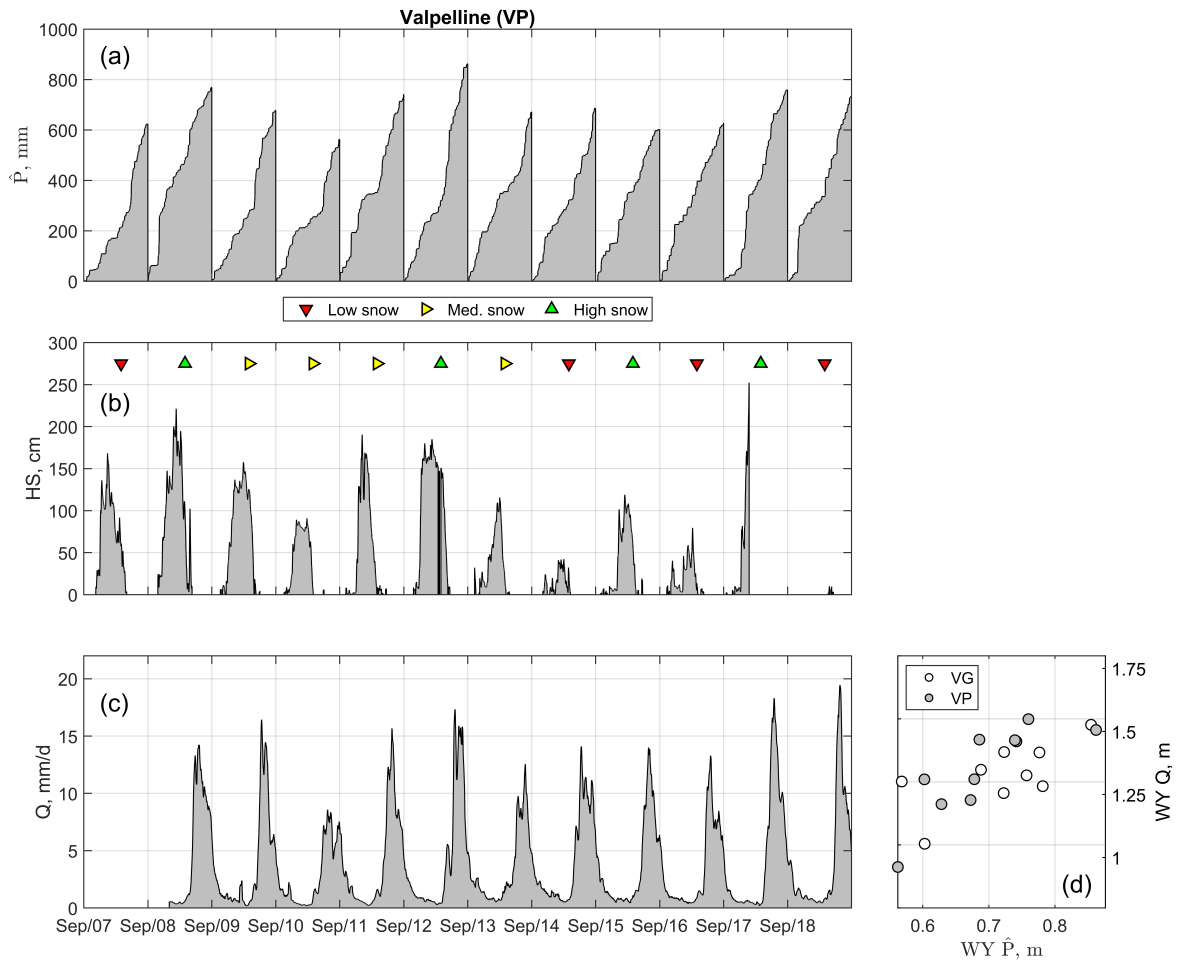 Valpelline (VP)
(a)
1000
800
600
400
200
0
P̂, mm
Low snow Med. snow High snow
(b)
300
250
200
150
100
50
0
HS, cm
(c)
20
15
10
5
0
Q, mm/d
Sep/07 Sep/08 Sep/09 Sep/10 Sep/11 Sep/12 Sep/13 Sep/14 Sep/15 Sep/16 Sep/17 Sep/18
VG
VP
1.75
1.5
1.25
1
WY Q, m
(d)
0.6 0.7 0.8
WY P̂, m